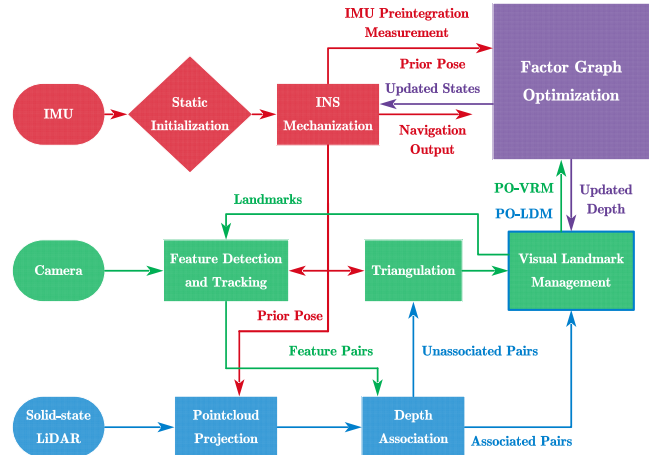 IMU Preintegration
Measurement
Prior Pose
Factor Graph
Optimization
Updated States
IMU
Static
Initialization
INS
Mechanization
Navigation
Output
PO-VRM
PO-LDM
Updated
Depth
Landmarks
Camera
Feature Detection
and Tracking
Triangulation
Visual Landmark
Management
Prior Pose
Feature Pairs
Unassociated Pairs
Solid-state
LiDAR
Pointcloud
Projection
Depth
Association
Associated Pairs